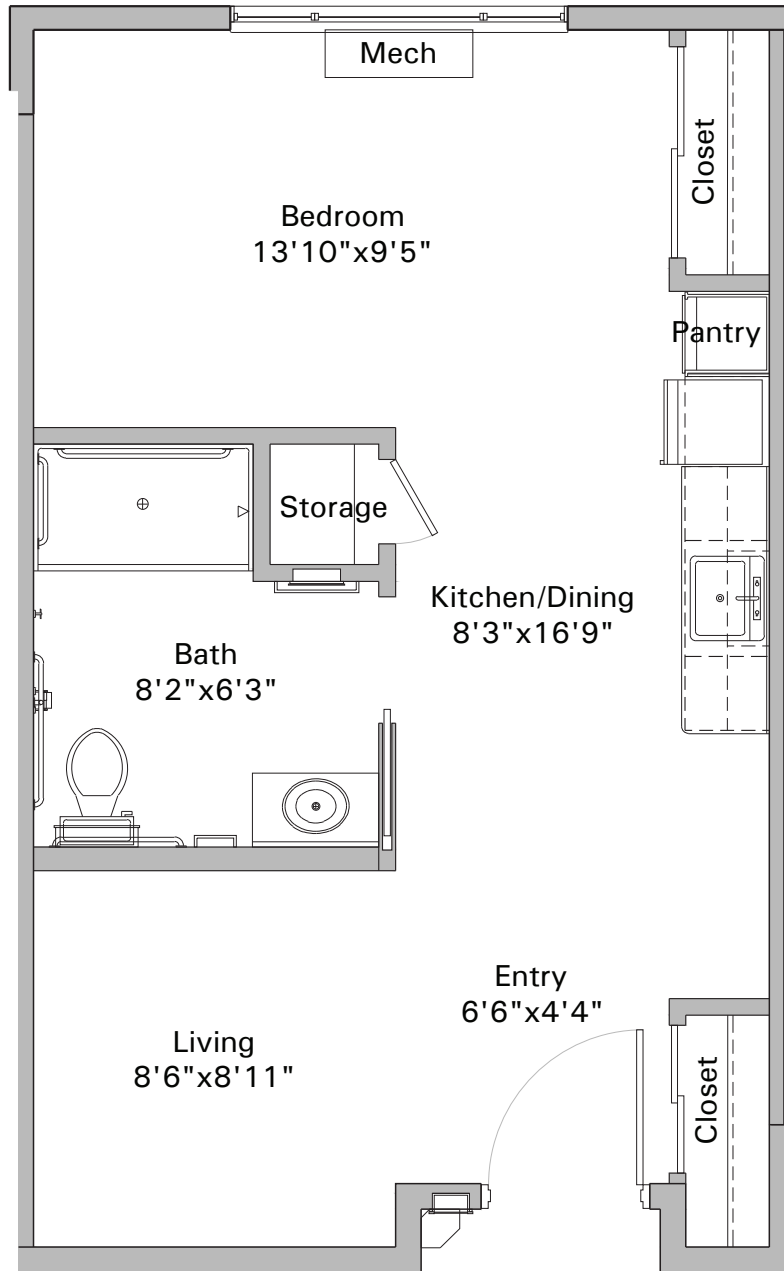 Mech
Closet
Bedroom
13'10"x9'5"
Pantry
Storage
Kitchen/Dining
8'3"x16'9"
Bath
8'2"x6'3"
Entry
6'6"x4'4"
Living
8'6"x8'11"
Closet